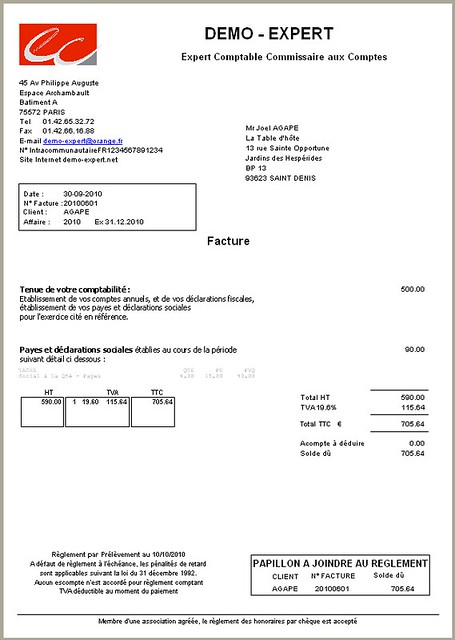 DEMO - EXPERT
Expert Comptable Commissaire aux Comptes
45 Av Philippe Auguste
Espace Archambault
Batiment A
75572 PARIS
Tel 01.42.65.32.72
Fax 01.42.66.16.88
E-mail demo-expert@orange.fr
N° IntracommunautaireFR1234567891234
Site Internet demo-expert.net
Mr Joel AGAPE
La Table d'hôte
13 rue Sainte Opportune
Jardins des Hespérides
BP 13
93623 SAINT DENIS
Date : 30-09-2010
N° Facture : 20100601
Client : AGAPE
Affaire : 2010 Ex 31.12.2010
Facture
Tenue de votre comptabilité : 500.00
Etablissement de vos comptes annuels, et de vos déclarations fiscales,
établissement de vos payes et déclarations sociales
pour l'exercice cité en référence.
Payes et déclarations sociales établies au cours de la période 90.00
suivant détail ci dessous :
Social à la Qté - Payes
HT TVA TTC
590.00 1 19.60 115.64 705.64
Total HT 590.00
TVA 19.6% 115.64
Total TTC € 705.64
Acompte à déduire 0.00
Solde dû 705.64
Règlement par Prélèvement au 10/10/2010
A défaut de règlement à l'échéance, les pénalités de retard
sont applicables suivant la loi du 31 décembre 1992.
Aucun escompte n'est accordé pour règlement comptant
TVA déductible au moment du paiement
PAPILLON A JOINDRE AU REGLEMENT
CLIENT N° FACTURE Solde dû
AGAPE 20100601 705.64
Membre d'une association agréée, le règlement des honoraires par chèque est accepté